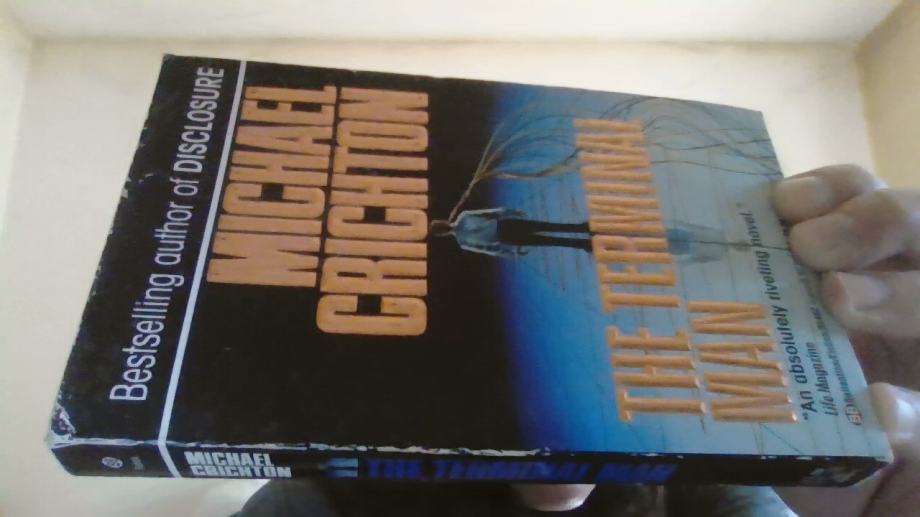 Bestselling author of DISCLOSURE
MICHAEL
CRICHTON
THE TERMINAL
MAN
"An absolutely riveting novel."
Life Magazine
MICHAEL
CRICHTON
THE TERMINAL MAN